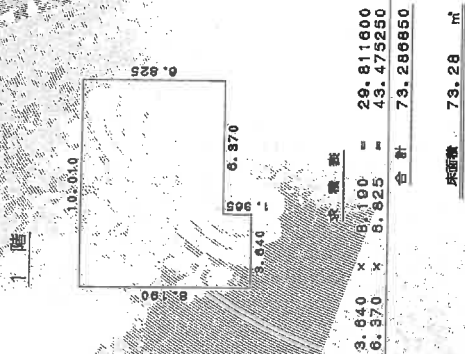 1 階
10.010
6.825
8.190
6.370
1.365
3.640
求 積 表
3.640 × 8.190 = 29.811600
6.370 × 6.825 = 43.475250
合 計 73.286850
床面積 73.28 ㎡